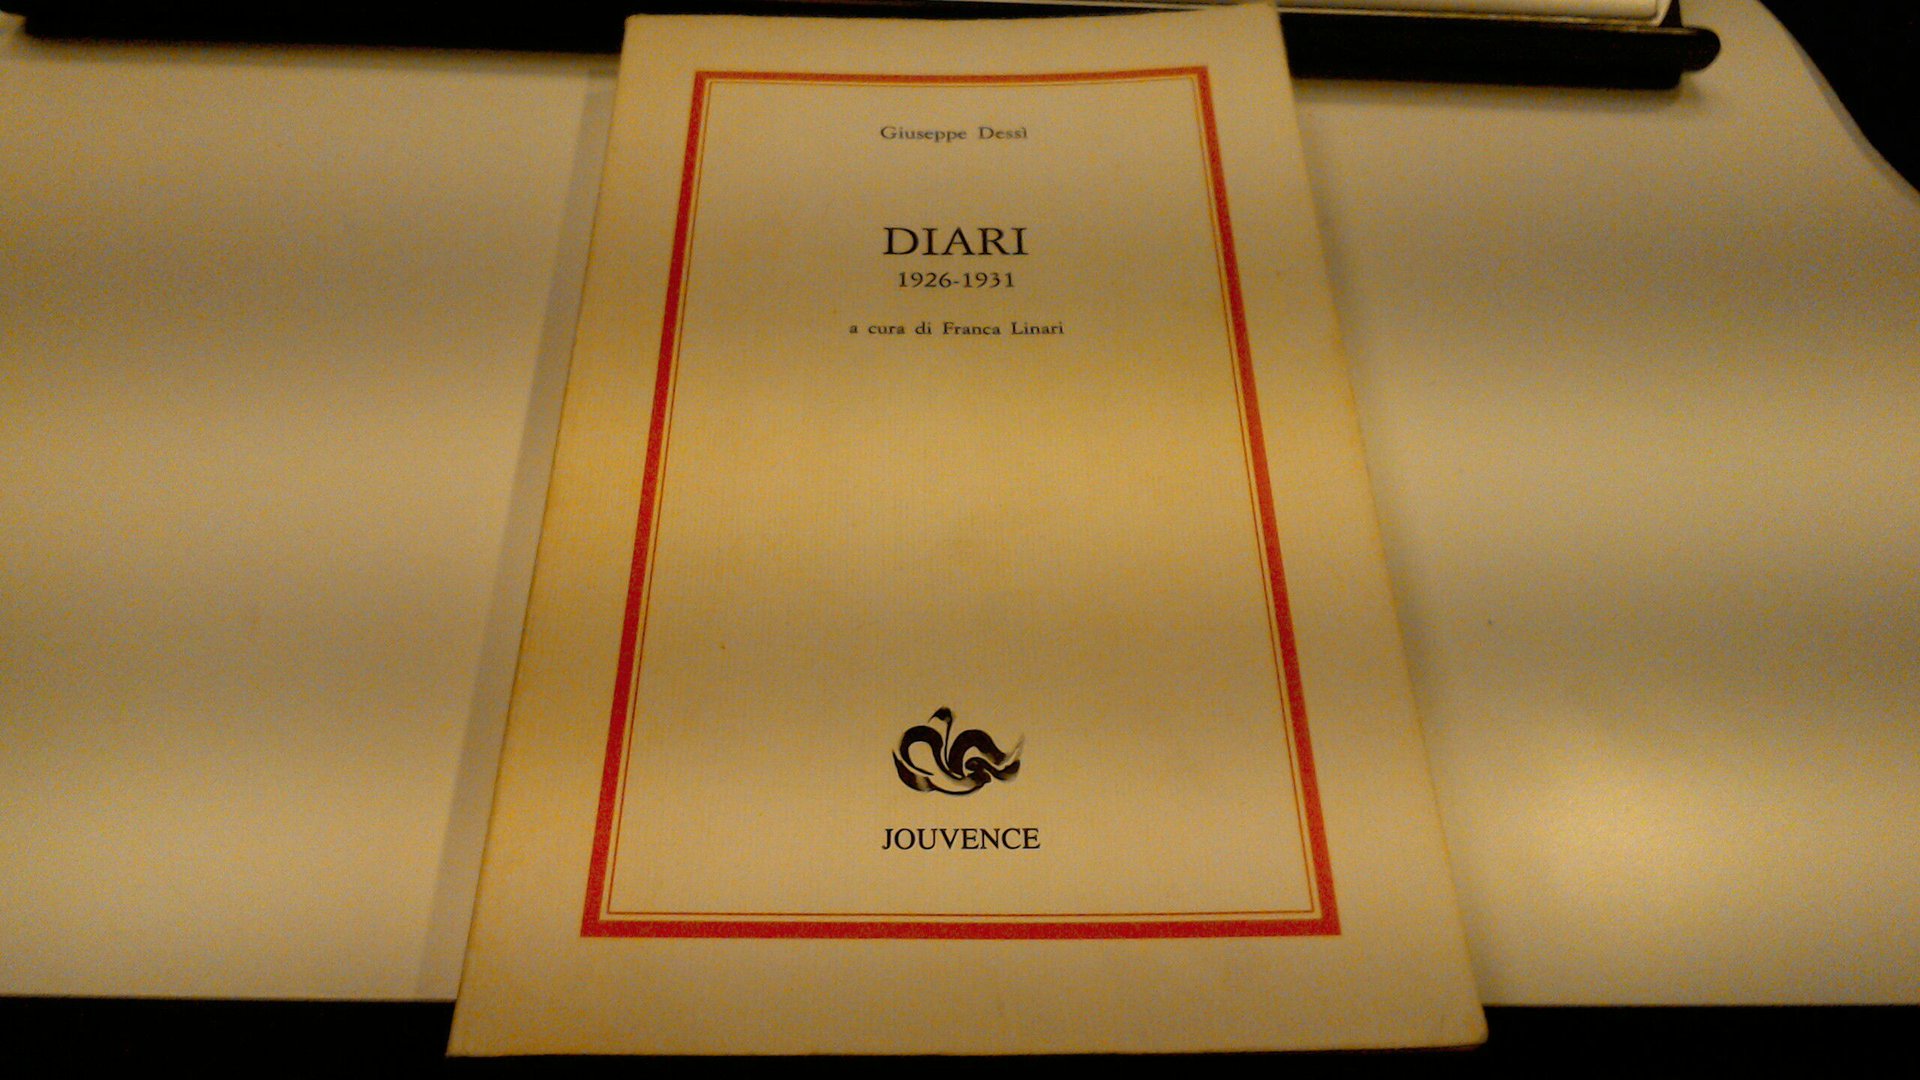 Giuseppe Dessì
DIARI
1926-1931
a cura di Franca Linari
JOUVENCE